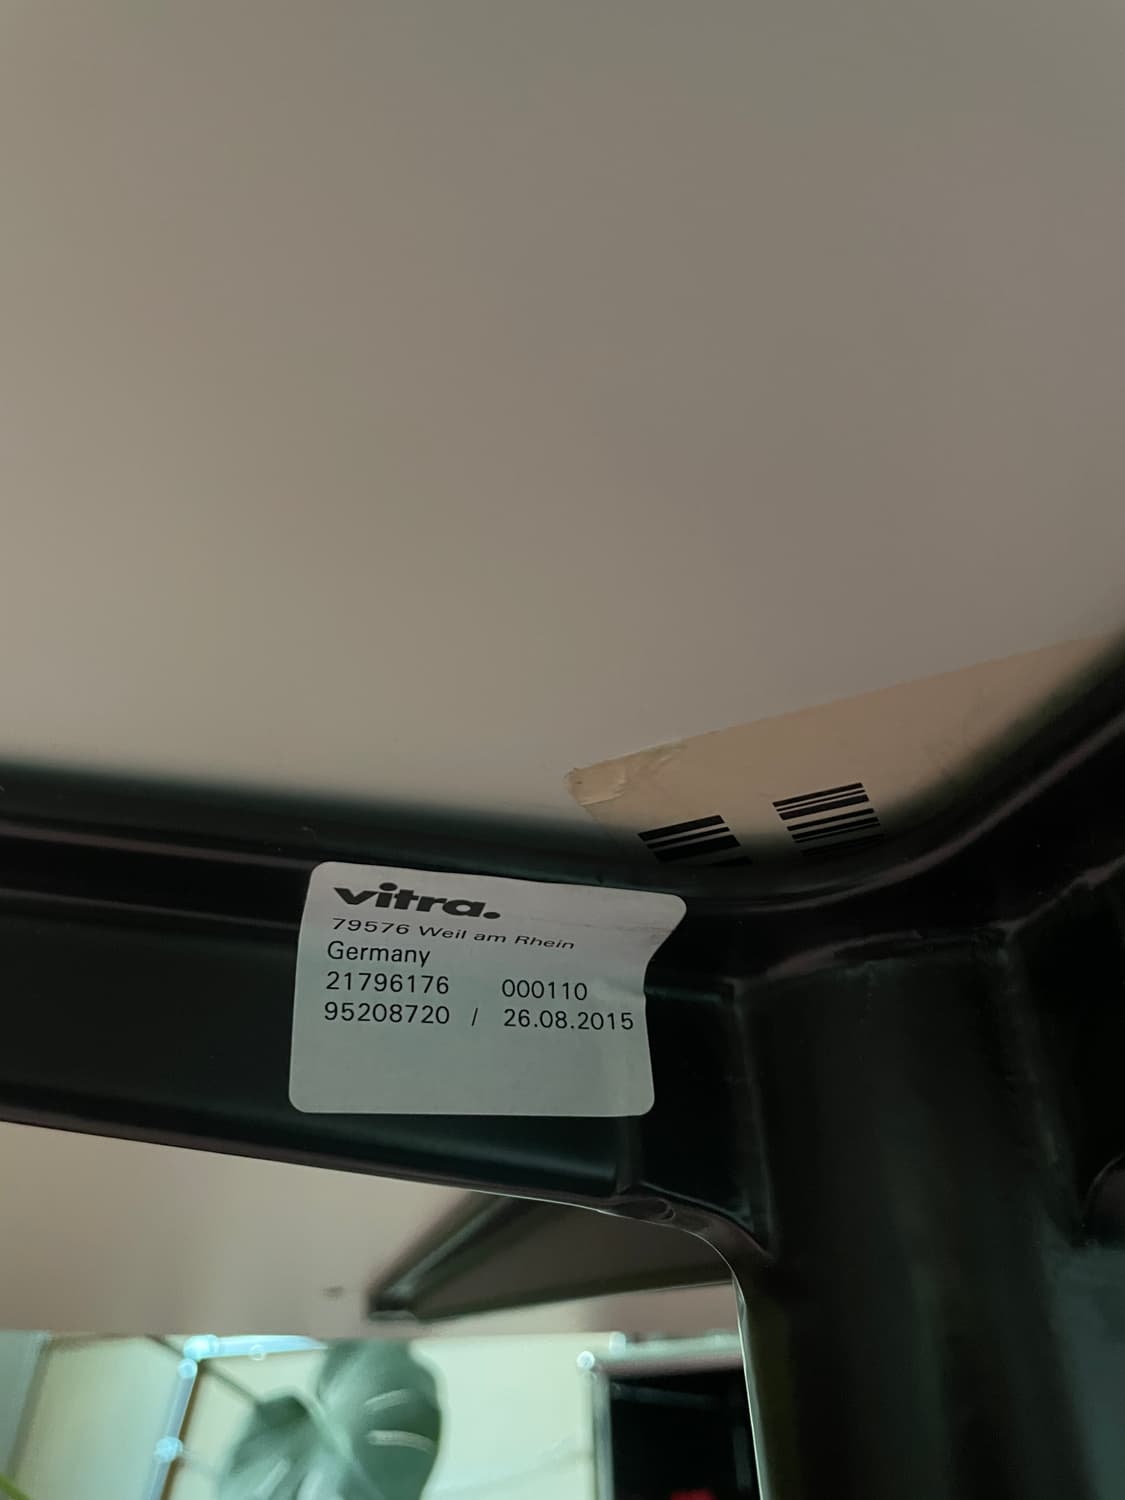 vitra.
79576 Weil am Rhein
Germany
21796176 000110
95208720 / 26.08.2015